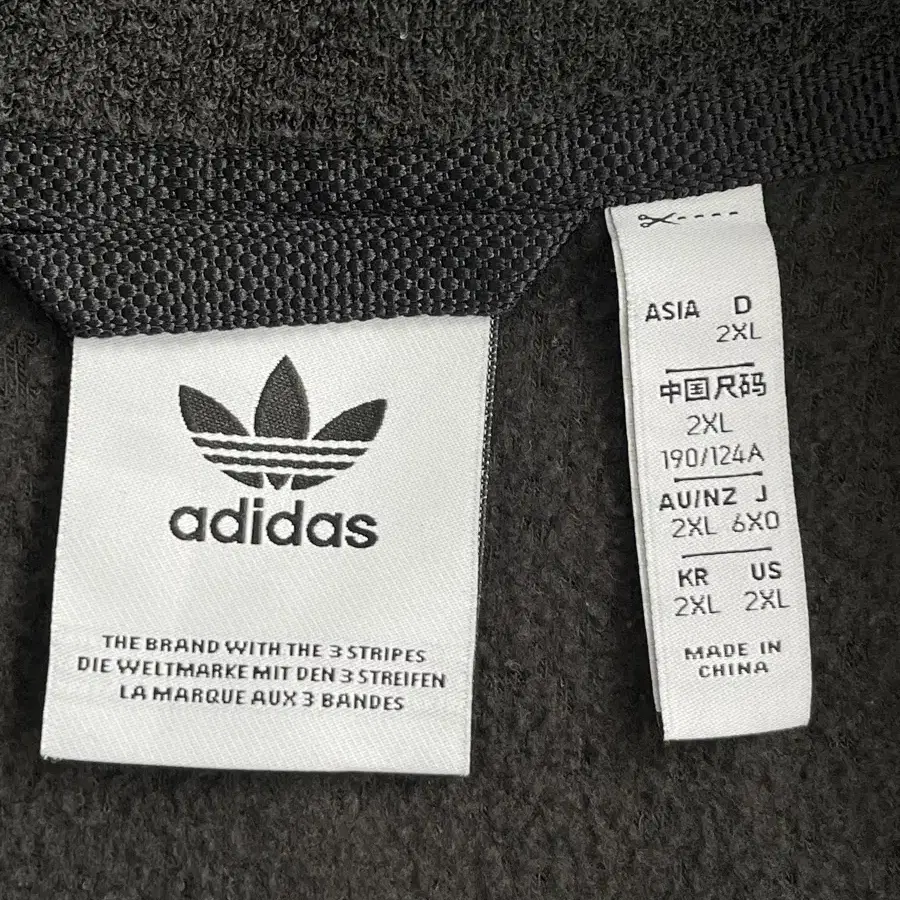 adidas
THE BRAND WITH THE 3 STRIPES
DIE WELTMARKE MIT DEN 3 STREIFEN
LA MARQUE AUX 3 BANDES
ASIA D
2XL
中国尺码
2XL
190/124A
AU/NZ J
2XL 6XO
KR US
2XL 2XL
MADE IN
CHINA